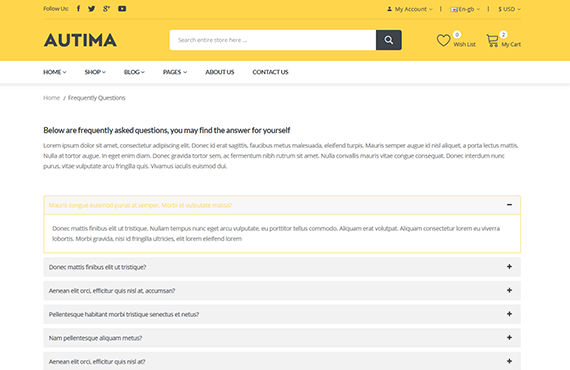 Follow Us:
My Account
En-gb
$ USD
AUTIMA
Search entire store here ...
0
Wish List
2
My Cart
HOME SHOP BLOG PAGES ABOUT US CONTACT US
Home / Frequently Questions
Below are frequently asked questions, you may find the answer for yourself
Lorem ipsum dolor sit amet, consectetur adipiscing elit. Donec id erat sagittis, faucibus metus malesuada, eleifend turpis. Mauris semper augue id nisl aliquet, a porta lectus mattis.
Nulla at tortor augue. In eget enim diam. Donec gravida tortor sem, ac fermentum nibh rutrum sit amet. Nulla convallis mauris vitae congue consequat. Donec interdum nunc
purus, vitae vulputate arcu fringilla quis. Vivamus iaculis euismod dui.
Mauris congue euismod purus at semper. Morbi et vulputate massa?
Donec mattis finibus elit ut tristique. Nullam tempus nunc eget arcu vulputate, eu porttitor tellus commodo. Aliquam erat volutpat. Aliquam consectetur lorem eu viverra
lobortis. Morbi gravida, nisi id fringilla ultricies, elit lorem eleifend lorem
Donec mattis finibus elit ut tristique?
Aenean elit orci, efficitur quis nisl at, accumsan?
Pellentesque habitant morbi tristique senectus et netus?
Nam pellentesque aliquam metus?
Aenean elit orci, efficitur quis nisl at?